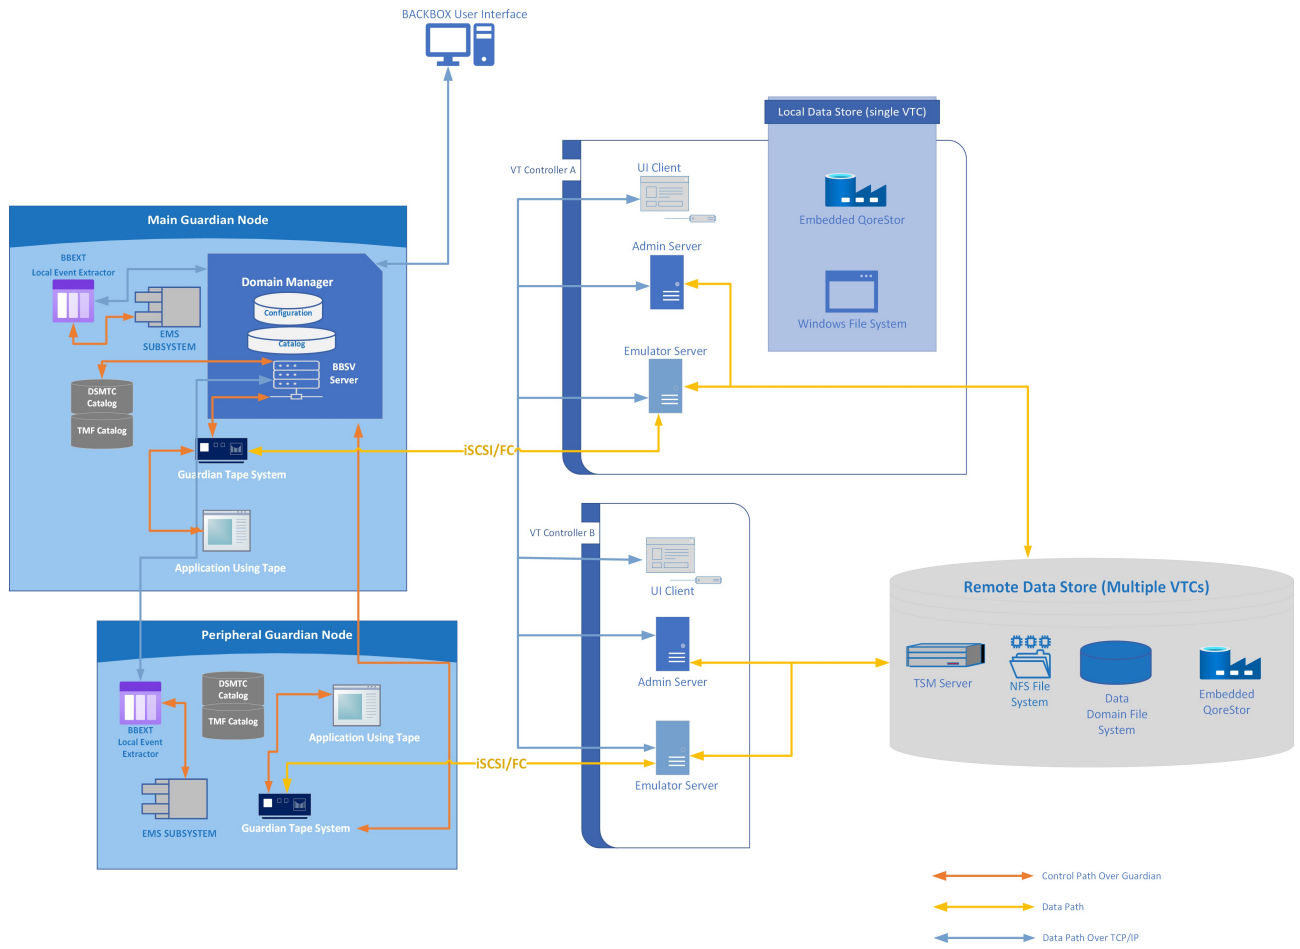 BACKBOX User Interface
Local Data Store (single VTC)
VT Controller A
UI Client
Embedded QoreStor
Admin Server
Windows File System
Emulator Server
Main Guardian Node
BBEXT
Local Event Extractor
EMS
SUBSYSTEM
Domain Manager
Configuration
Catalog
BBSV
Server
DSMTC
Catalog
TMF Catalog
Guardian Tape System
iSCSI/FC
Application Using Tape
VT Controller B
UI Client
Admin Server
Emulator Server
Remote Data Store (Multiple VTCs)
TSM Server
NFS File
System
Data
Domain File
System
Embedded
QoreStor
Peripheral Guardian Node
DSMTC
Catalog
TMF Catalog
BBEXT
Local Event
Extractor
Application Using Tape
iSCSI/FC
EMS SUBSYSTEM
Guardian Tape System
Control Path Over Guardian
Data Path
Data Path Over TCP/IP